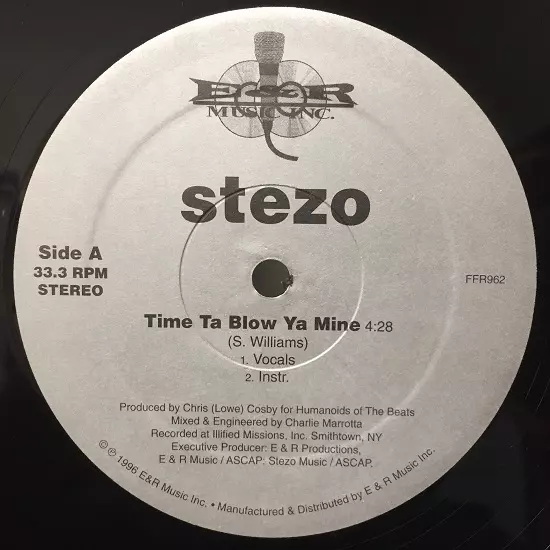 E&R
MUSIC INC.
stezo
Side A
33.3 RPM
STEREO
FFR962
Time Ta Blow Ya Mine 4:28
(S. Williams)
1. Vocals
2. Instr.
Produced by Chris (Lowe) Cosby for Humanoids of The Beats
Mixed & Engineered by Charlie Marrotta
Recorded at Illified Missions, Inc. Smithtown, NY
Executive Producer: E & R Productions,
E & R Music / ASCAP. Stezo Music / ASCAP.
© ℗ 1996 E&R Music Inc. • Manufactured & Distributed by E & R Music Inc.